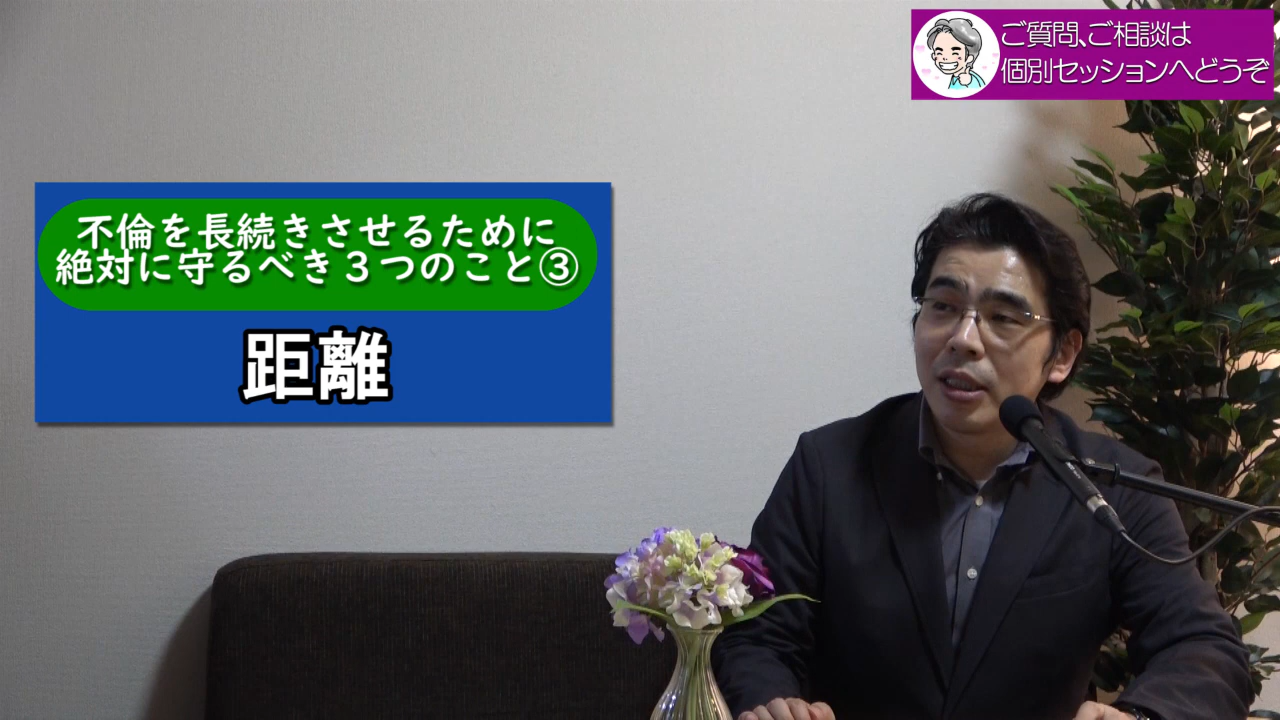 ご質問、ご相談は
個別セッションへどうぞ
不倫を長続きさせるために
絶対に守るべき３つのこと③
距離